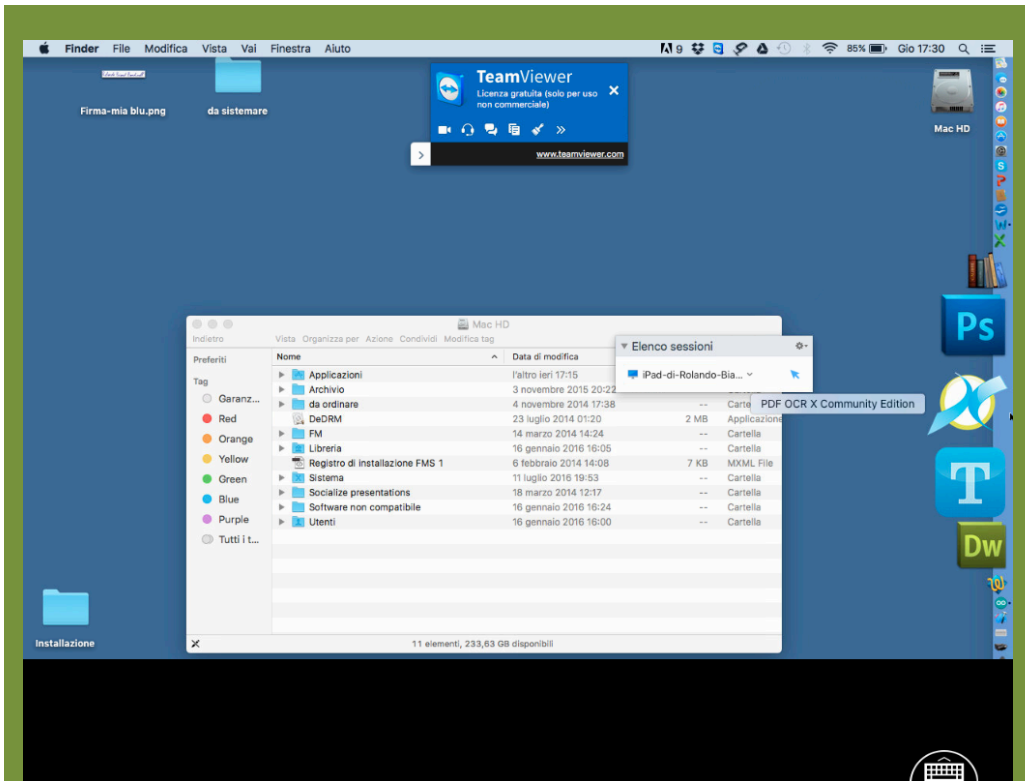 Finder File Modifica Vista Vai Finestra Aiuto 9 85% Gio 17:30
Firma-mia blu.png
da sistemare
TeamViewer
Licenza gratuita (solo per uso
non commerciale)
www.teamviewer.com
Mac HD
S
W
X
Ps
Mac HD
Indietro Vista Organizza per Azione Condividi Modifica tag
Elenco sessioni
iPad-di-Rolando-Bia...
PDF OCR X Community Edition
Preferiti
Tag
Garanz...
Red
Orange
Yellow
Green
Blue
Purple
Tutti i t...
Nome Data di modifica
Applicazioni l'altro ieri 17:15
Archivio 3 novembre 2015 20:22
da ordinare 4 novembre 2014 17:38 -- Carte
DeDRM 23 luglio 2014 01:20 2 MB Applicazione
FM 14 marzo 2014 14:24 -- Cartella
Libreria 16 gennaio 2016 16:05 -- Cartella
Registro di installazione FMS 1 6 febbraio 2014 14:08 7 KB MXML File
Sistema 11 luglio 2016 19:53 -- Cartella
Socialize presentations 18 marzo 2014 12:17 -- Cartella
Software non compatibile 16 gennaio 2016 16:24 -- Cartella
Utenti 16 gennaio 2016 16:00 -- Cartella
T
Dw
Installazione
11 elementi, 233,63 GB disponibili